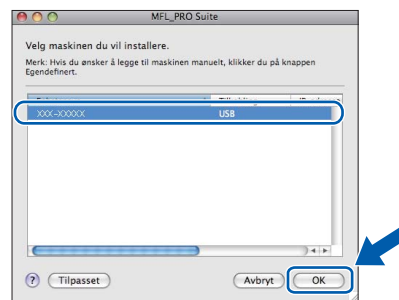 MFL_PRO Suite
Velg maskinen du vil installere.
Merk: Hvis du ønsker å legge til maskinen manuelt, klikker du på knappen
Egendefinert.
XXX-XXXXX USB
? Tilpasset Avbryt OK